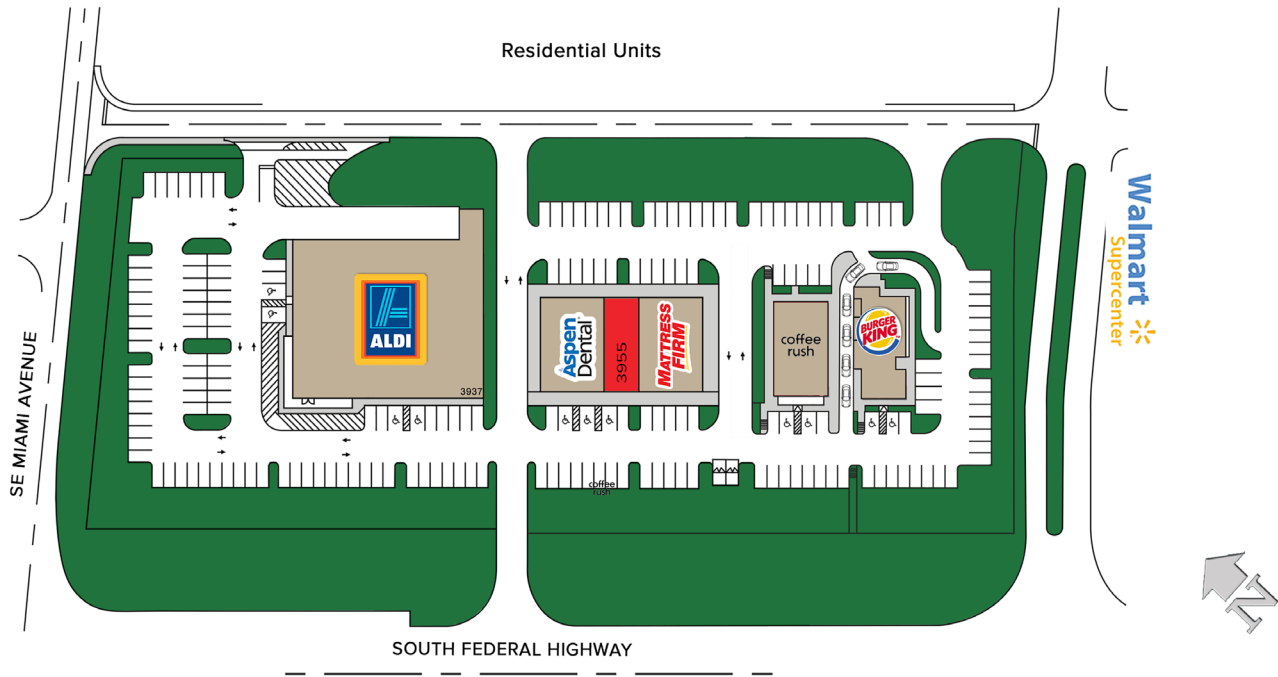 Residential Units
Walmart
Supercenter
SE MIAMI AVENUE
ALDI
3937
Aspen
Dental
3955
MATTRESS
FIRM
coffee
rush
BURGER
KING
coffee
rush
SOUTH FEDERAL HIGHWAY
N